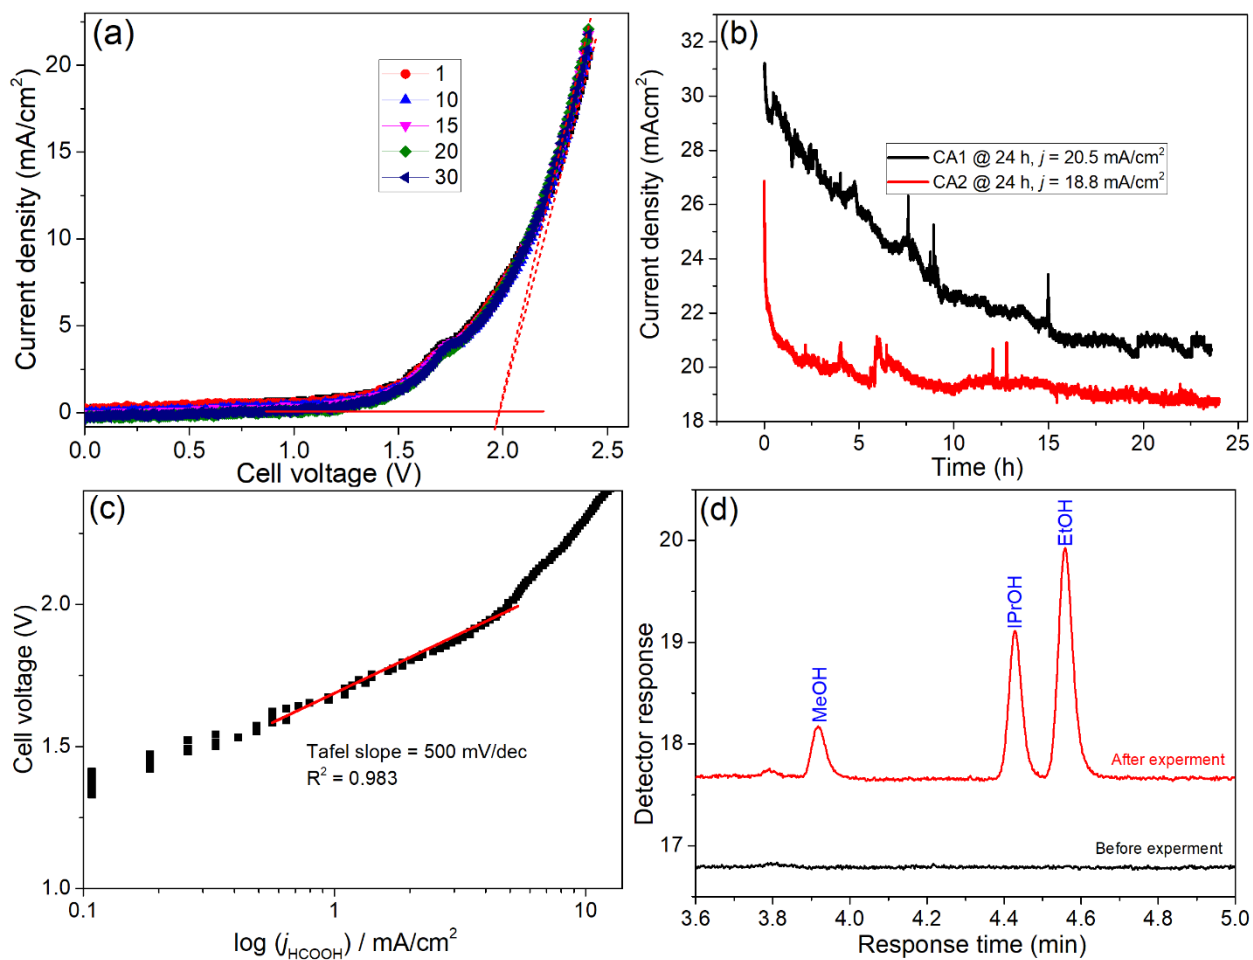 (a)
Current density (mA/cm²)
20
15
10
5
0
1
10
15
20
30
0.0 0.5 1.0 1.5 2.0 2.5
Cell voltage (V)
(b)
Current density (mAcm²)
32
30
28
26
24
22
20
18
CA1 @ 24 h, j = 20.5 mA/cm²
CA2 @ 24 h, j = 18.8 mA/cm²
0 5 10 15 20 25
Time (h)
(c)
Cell voltage (V)
2.0
1.5
1.0
Tafel slope = 500 mV/dec
R² = 0.983
0.1 1 10
log (jHCOOH) / mA/cm²
(d)
Detector response
20
19
18
17
MeOH
IPrOH
EtOH
After experment
Before experment
3.6 3.8 4.0 4.2 4.4 4.6 4.8 5.0
Response time (min)